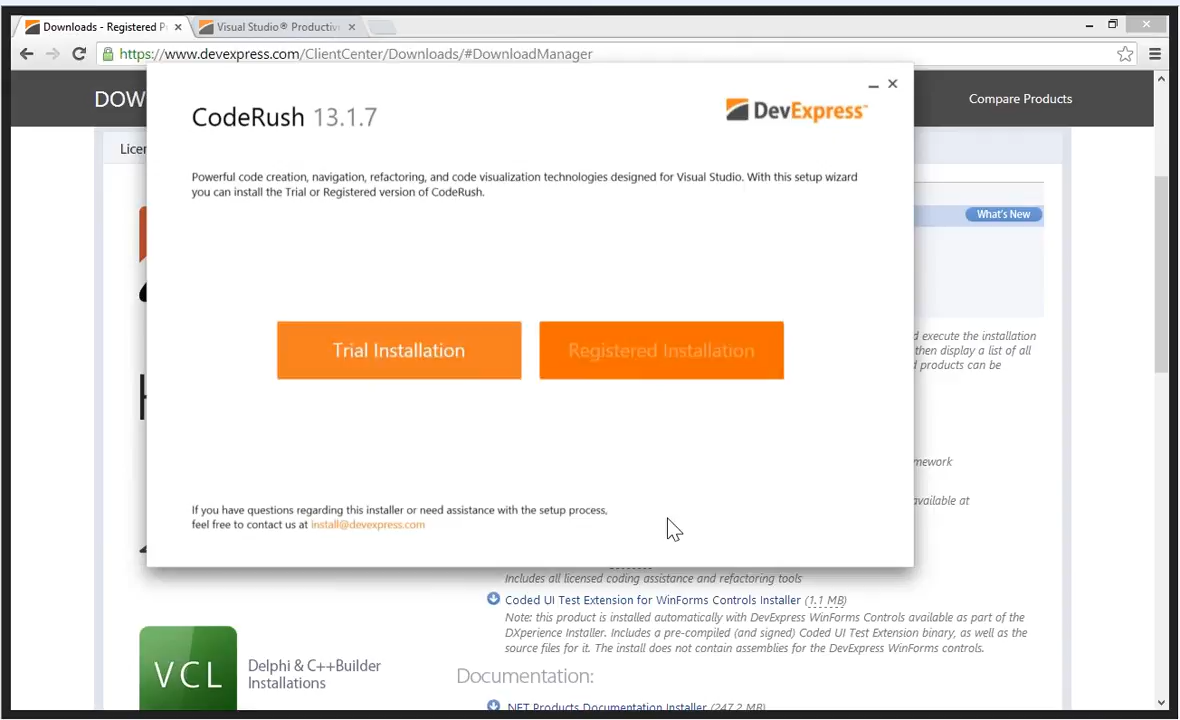 Downloads - Registered P
Visual Studio® Productiv
https://www.devexpress.com/ClientCenter/Downloads/#DownloadManager
DOW
Compare Products
CodeRush 13.1.7
DevExpress
Powerful code creation, navigation, refactoring, and code visualization technologies designed for Visual Studio. With this setup wizard
you can install the Trial or Registered version of CodeRush.
Trial Installation
Registered Installation
If you have questions regarding this installer or need assistance with the setup process,
feel free to contact us at install@devexpress.com
What's New
d execute the installation
then display a list of all
d products can be
mework
available at
Includes all licensed coding assistance and refactoring tools
Coded UI Test Extension for WinForms Controls Installer (1.1 MB)
Note: this product is installed automatically with DevExpress WinForms Controls available as part of the
DXperience Installer. Includes a pre-compiled (and signed) Coded UI Test Extension binary, as well as the
source files for it. The install does not contain assemblies for the DevExpress WinForms controls.
VCL
Delphi & C++Builder
Installations
Documentation:
.NET Products Documentation Installer (247.2 MB)